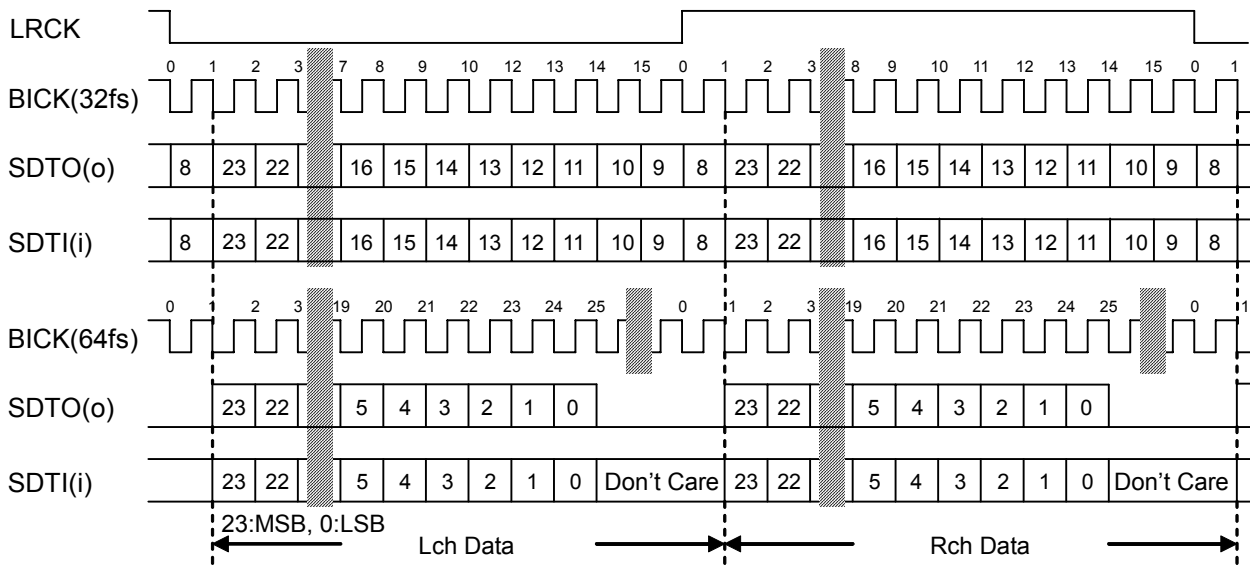 LRCK
0 1 2 3 7 8 9 10 12 13 14 15 0 1 2 3 8 9 10 11 12 13 14 15 0 1
BICK(32fs)
SDTO(o) 8 23 22 16 15 14 13 12 11 10 9 8 23 22 16 15 14 13 12 11 10 9 8
SDTI(i) 8 23 22 16 15 14 13 12 11 10 9 8 23 22 16 15 14 13 12 11 10 9 8
0 1 2 3 19 20 21 22 23 24 25 0 1 2 3 19 20 21 22 23 24 25 0 1
BICK(64fs)
SDTO(o) 23 22 5 4 3 2 1 0 23 22 5 4 3 2 1 0
SDTI(i) 23 22 5 4 3 2 1 0 Don't Care 23 22 5 4 3 2 1 0 Don't Care
23:MSB, 0:LSB
Lch Data Rch Data